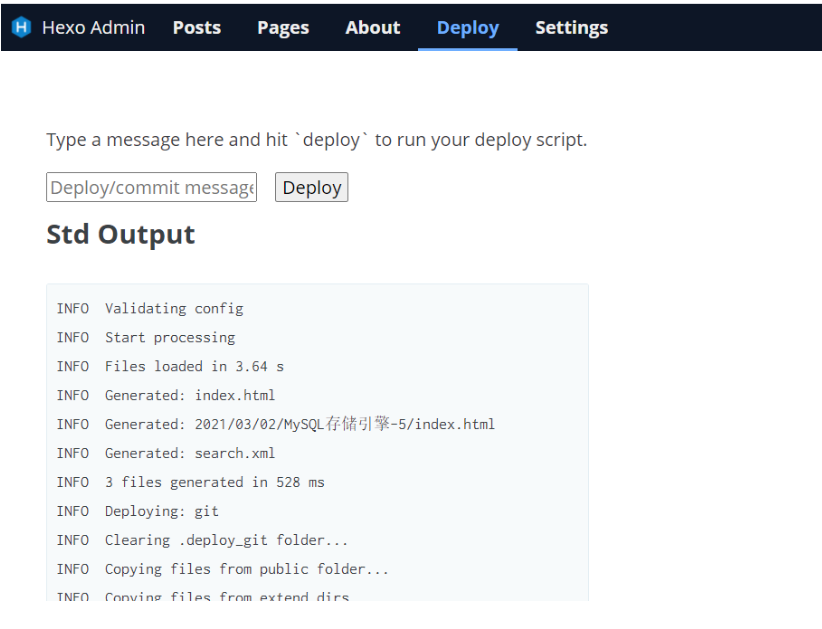 H Hexo Admin Posts Pages About Deploy Settings
Type a message here and hit `deploy` to run your deploy script.
Deploy/commit message Deploy
Std Output
INFO Validating config
INFO Start processing
INFO Files loaded in 3.64 s
INFO Generated: index.html
INFO Generated: 2021/03/02/MySQL存储引擎-5/index.html
INFO Generated: search.xml
INFO 3 files generated in 528 ms
INFO Deploying: git
INFO Clearing .deploy_git folder...
INFO Copying files from public folder...
INFO Copying files from extend dirs